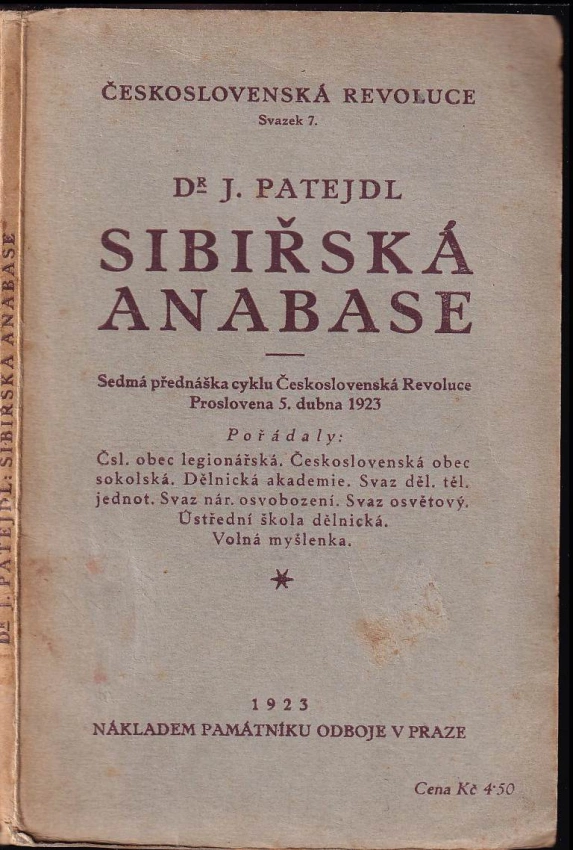 ČESKOSLOVENSKÁ REVOLUCE
Svazek 7.
DR J. PATEJDL
SIBIŘSKÁ
ANABASE
Sedmá přednáška cyklu Československá Revoluce
Proslovena 5. dubna 1923
Pořádaly:
Čsl. obec legionářská. Československá obec
sokolská. Dělnická akademie. Svaz děl. těl.
jednot. Svaz nár. osvobození. Svaz osvětový.
Ústřední škola dělnická.
Volná myšlenka.
1923
NÁKLADEM PAMÁTNÍKU ODBOJE V PRAZE
Cena Kč 4·50
DR J. PATEJDL: SIBIŘSKÁ ANABASE